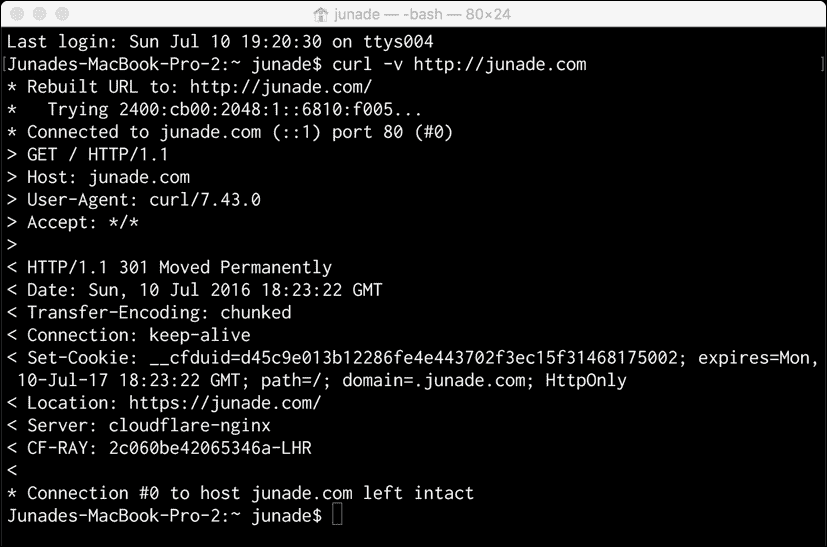 junade — -bash — 80×24
Last login: Sun Jul 10 19:20:30 on ttys004
[Junades-MacBook-Pro-2:~ junade$ curl -v http://junade.com ]
* Rebuilt URL to: http://junade.com/
*   Trying 2400:cb00:2048:1::6810:f005...
* Connected to junade.com (::1) port 80 (#0)
> GET / HTTP/1.1
> Host: junade.com
> User-Agent: curl/7.43.0
> Accept: */*
>
< HTTP/1.1 301 Moved Permanently
< Date: Sun, 10 Jul 2016 18:23:22 GMT
< Transfer-Encoding: chunked
< Connection: keep-alive
< Set-Cookie: __cfduid=d45c9e013b12286fe4e443702f3ec15f31468175002; expires=Mon,
 10-Jul-17 18:23:22 GMT; path=/; domain=.junade.com; HttpOnly
< Location: https://junade.com/
< Server: cloudflare-nginx
< CF-RAY: 2c060be42065346a-LHR
<
* Connection #0 to host junade.com left intact
Junades-MacBook-Pro-2:~ junade$